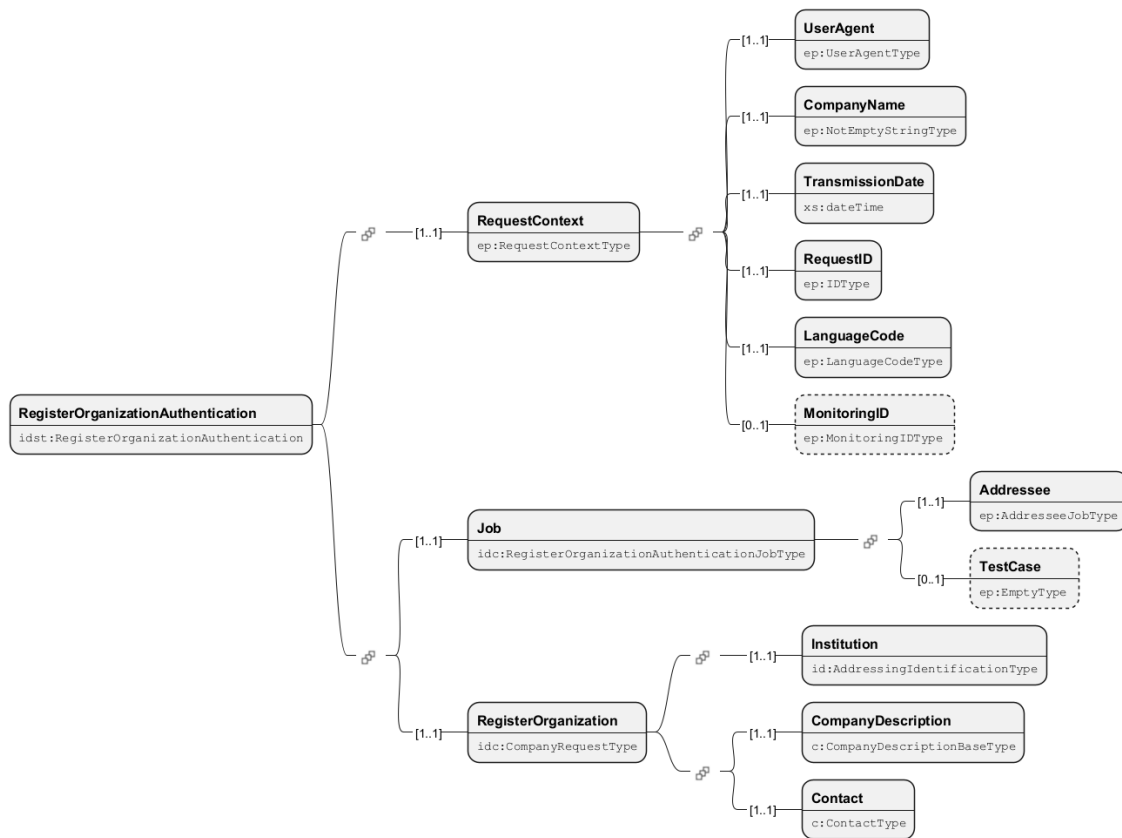 UserAgent
[1..1]
ep:UserAgentType
CompanyName
[1..1]
ep:NotEmptyStringType
TransmissionDate
[1..1]
xs:dateTime
RequestContext
[1..1]
ep:RequestContextType
RequestID
[1..1]
ep:IDType
LanguageCode
[1..1]
ep:LanguageCodeType
RegisterOrganizationAuthentication
idst:RegisterOrganizationAuthentication
MonitoringID
[0..1]
ep:MonitoringIDType
Addressee
[1..1]
ep:AddresseeJobType
Job
[1..1]
idc:RegisterOrganizationAuthenticationJobType
TestCase
[0..1]
ep:EmptyType
Institution
[1..1]
id:AddressingIdentificationType
RegisterOrganization
[1..1]
idc:CompanyRequestType
CompanyDescription
[1..1]
c:CompanyDescriptionBaseType
Contact
[1..1]
c:ContactType